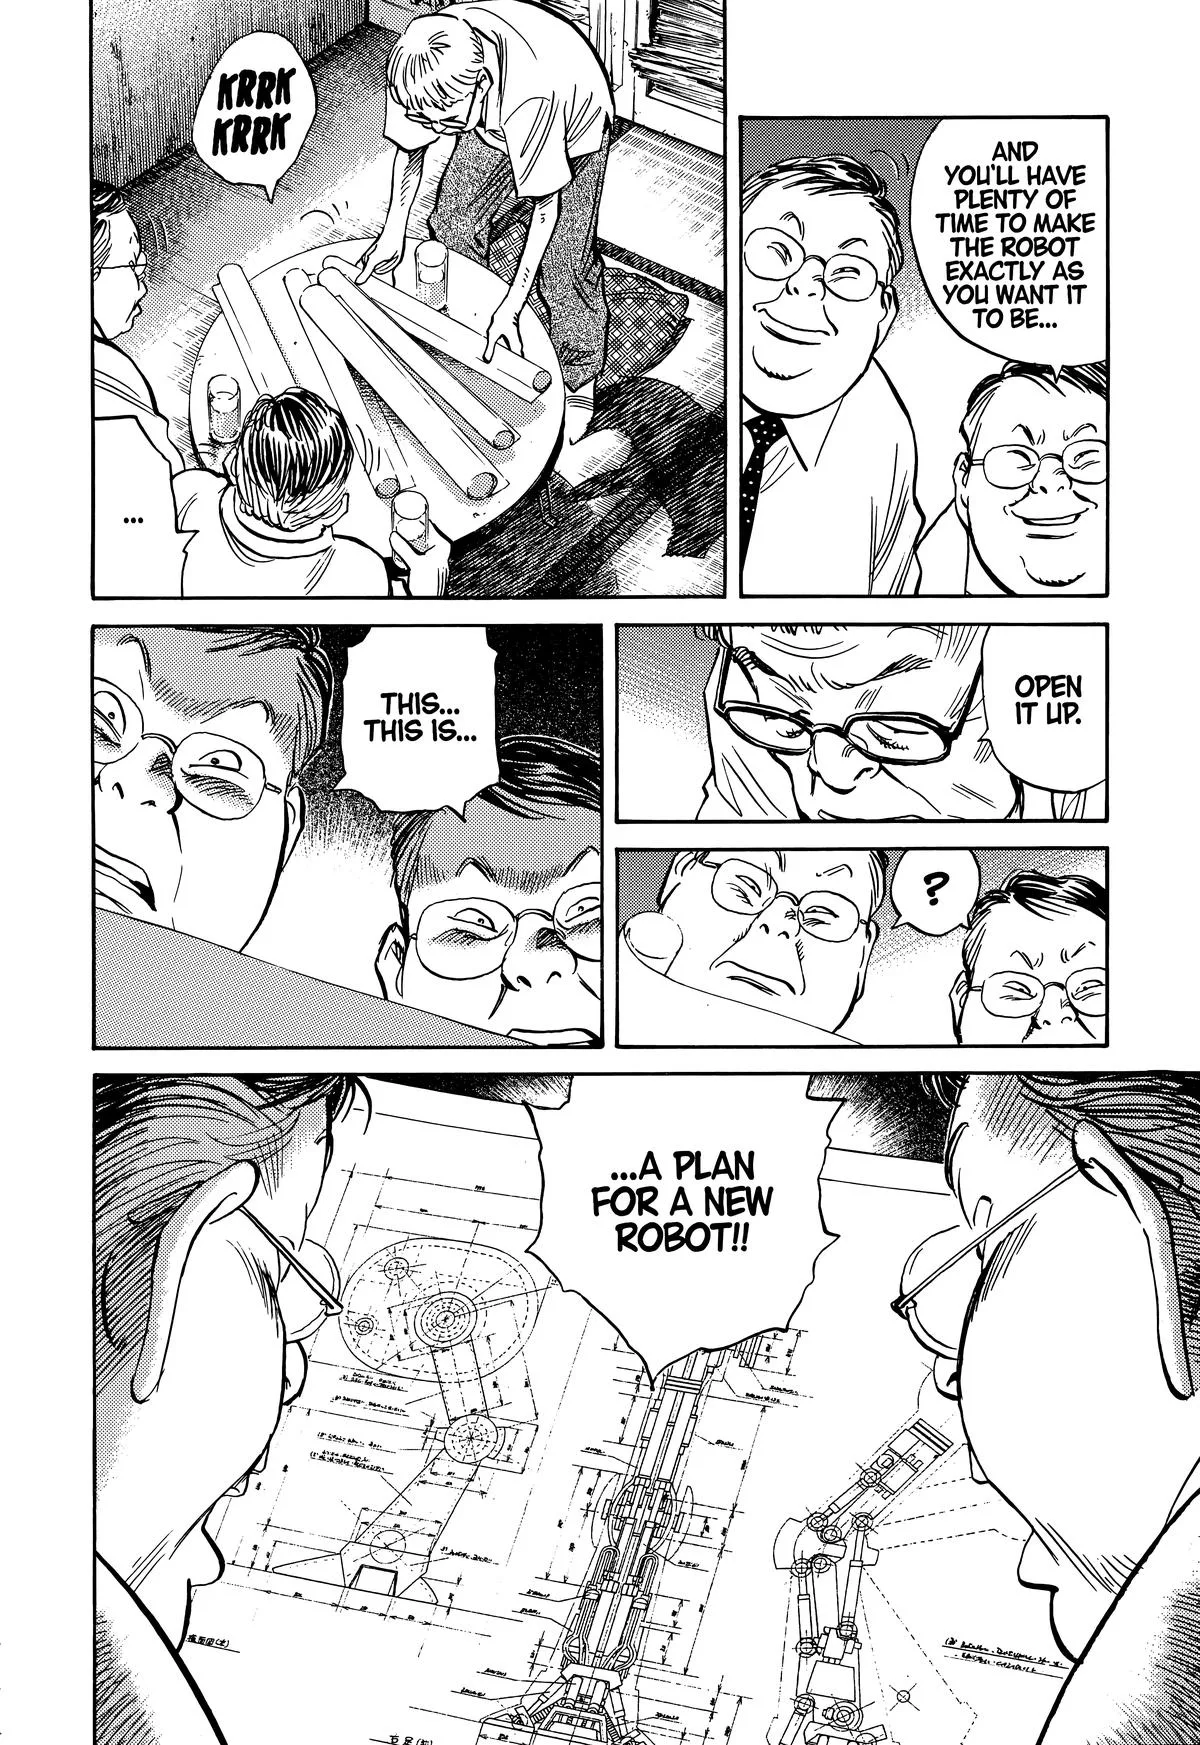 AND
YOU'LL HAVE
PLENTY OF
TIME TO MAKE
THE ROBOT
EXACTLY AS
YOU WANT IT
TO BE...
KRRK
KRRK
...
OPEN
IT UP.
?
THIS...
THIS IS...
...A PLAN
FOR A NEW
ROBOT!!